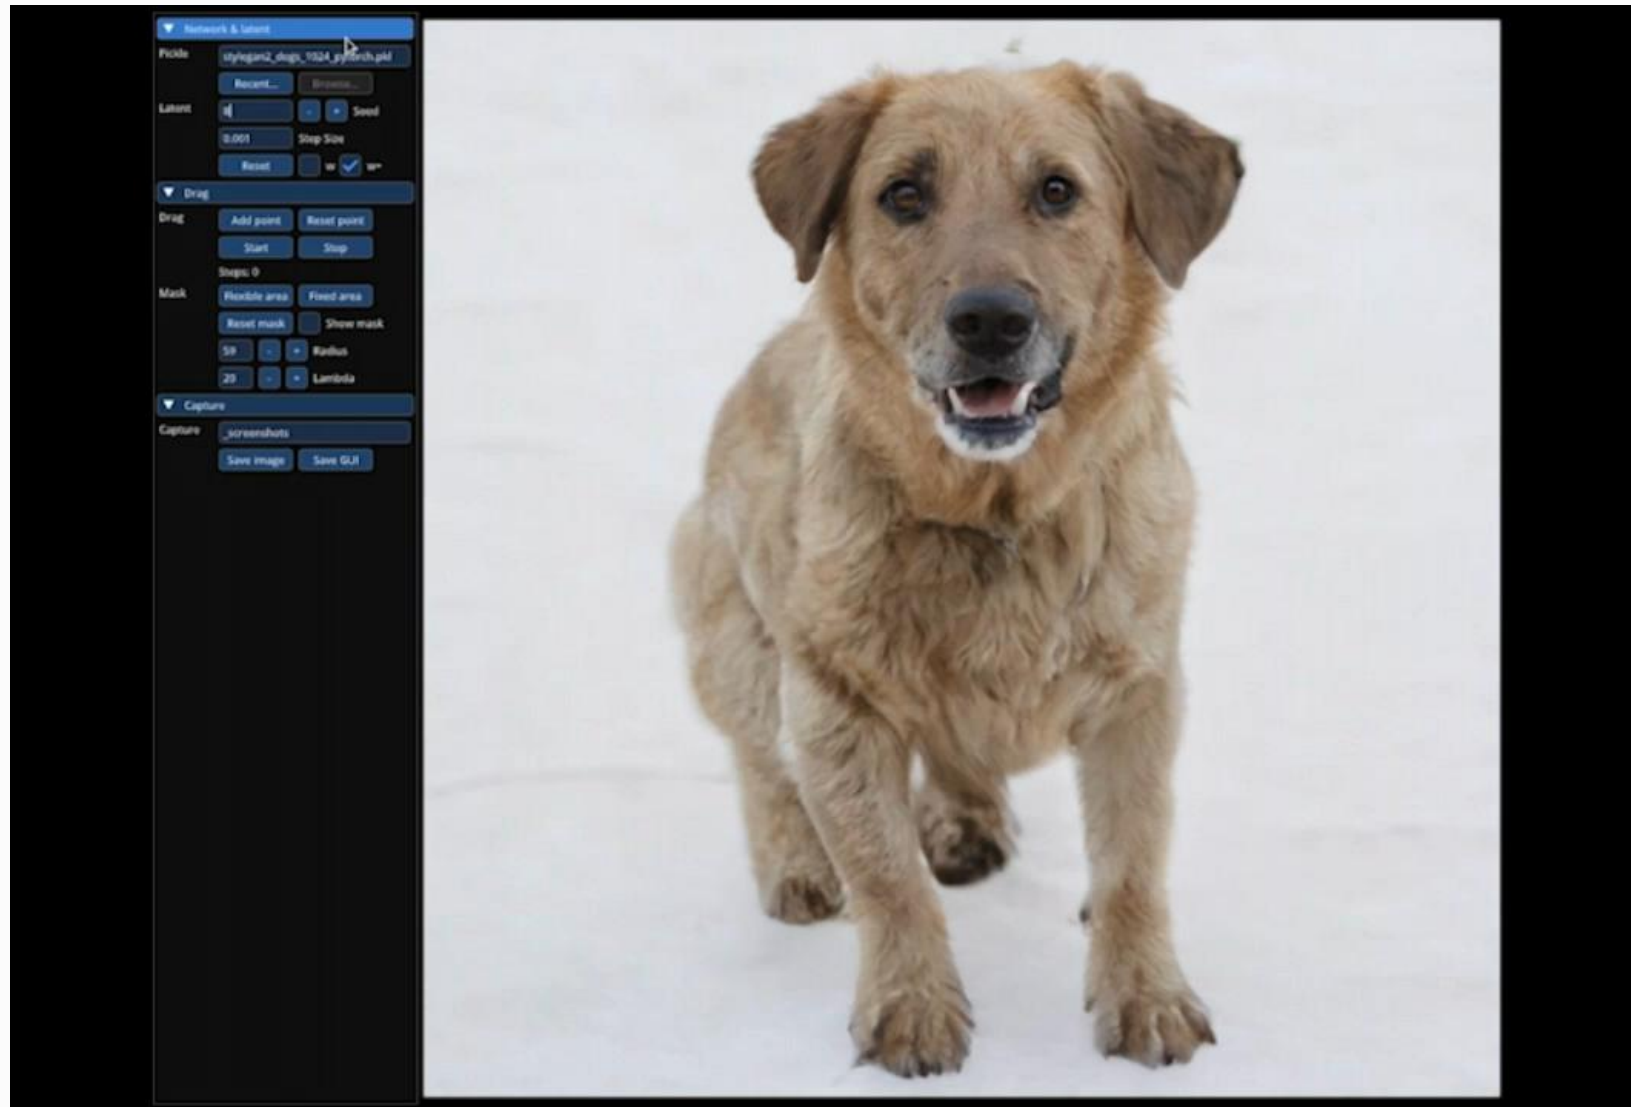 Network & latent
Pickle stylegan2_dogs_1024_pytorch.pkl
Recent... Browse...
Latent - + Seed
0.001 Step Size
Reset w w+
Drag
Drag Add point Reset point
Start Stop
Steps: 0
Mask Flexible area Fixed area
Reset mask Show mask
59 - + Radius
20 - + Lambda
Capture
Capture _screenshots
Save image Save GUI